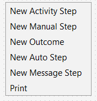 New Activity Step
New Manual Step
New Outcome
New Auto Step
New Message Step
Print